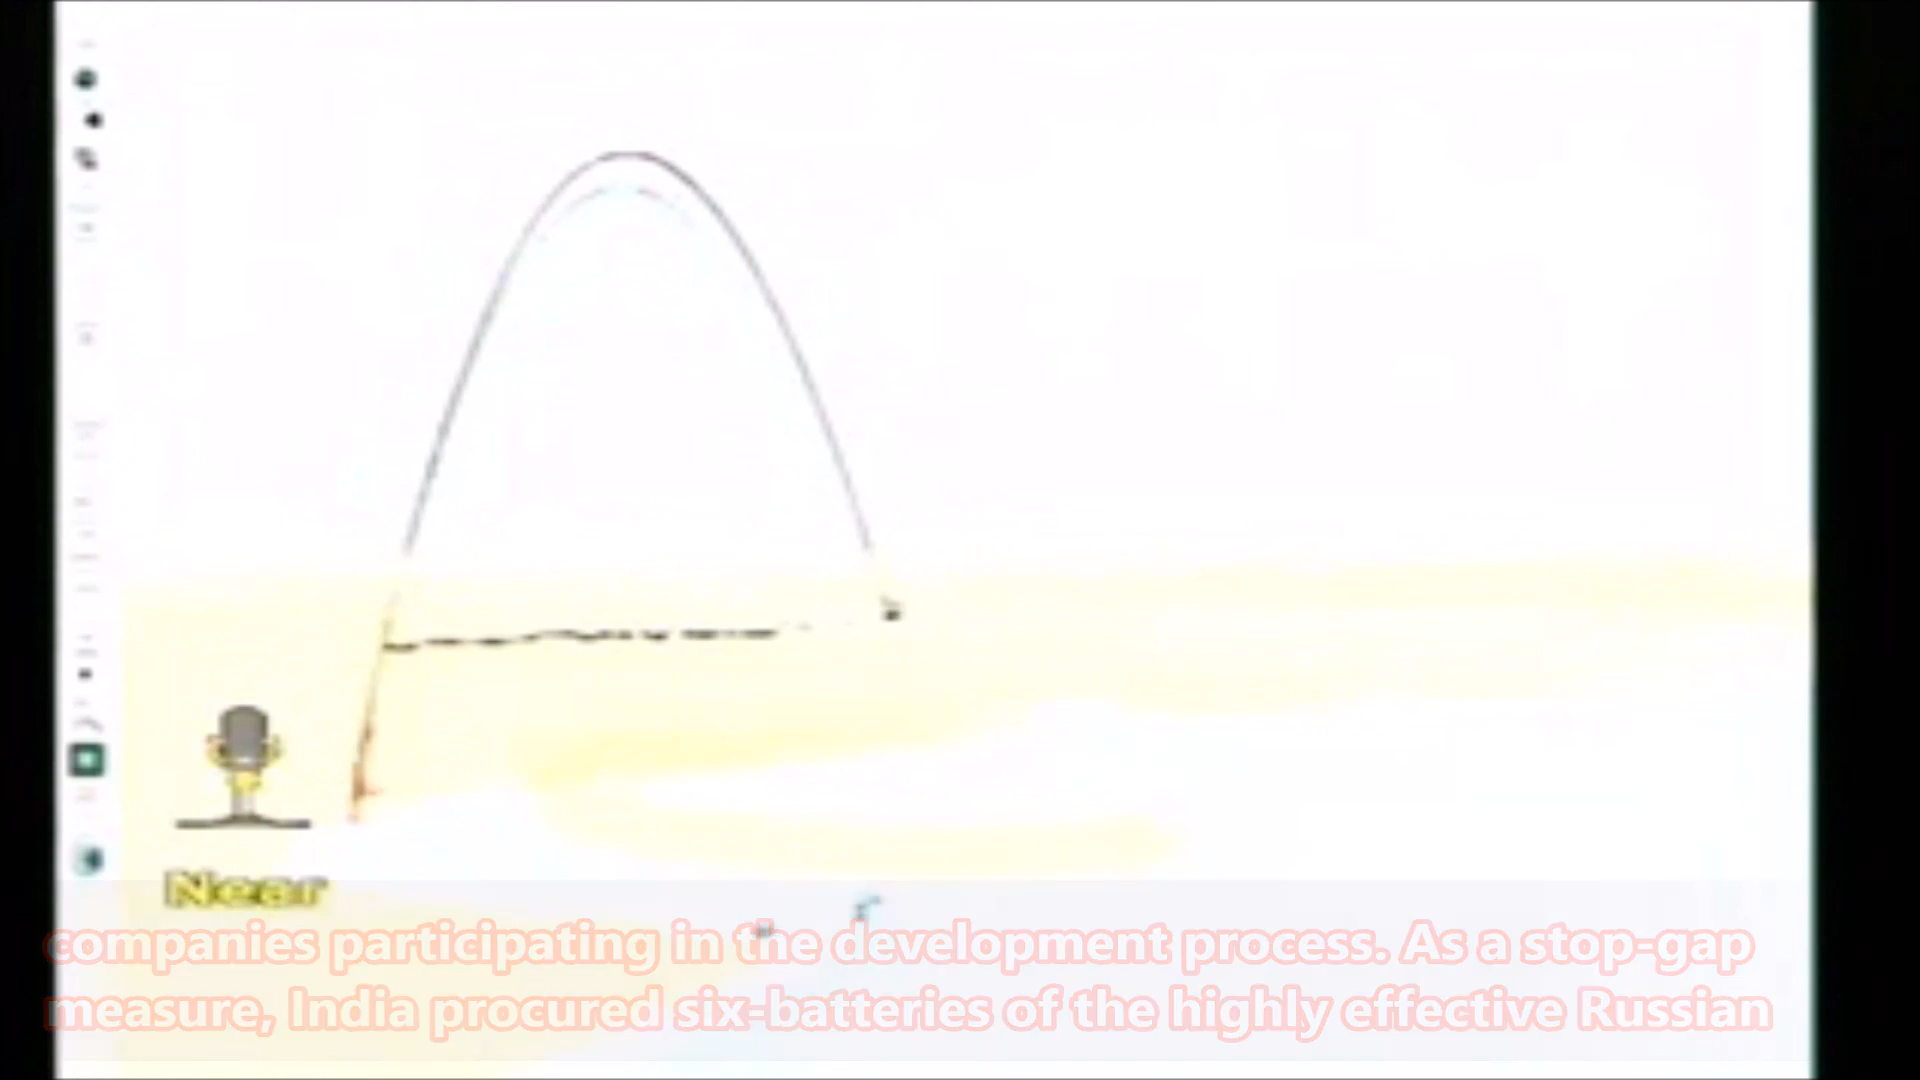 Near
companies participating in the development process. As a stop-gap
measure, India procured six-batteries of the highly effective Russian